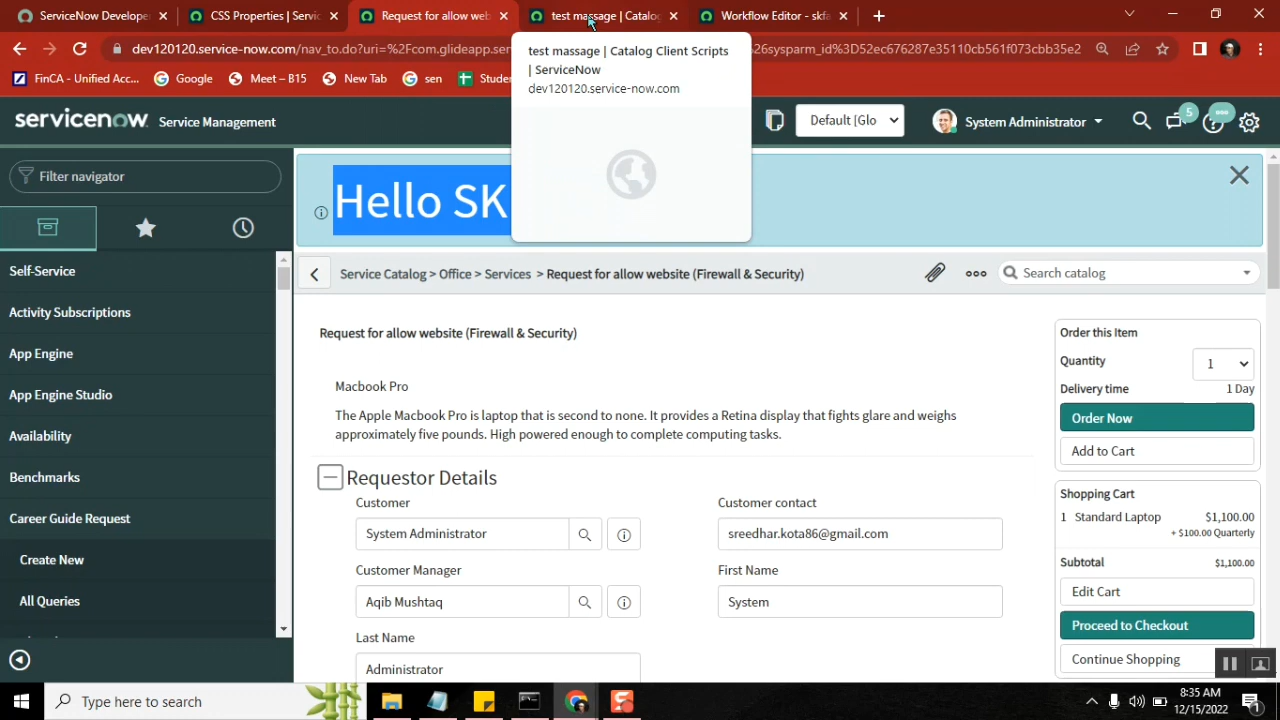 ServiceNow Developer
CSS Properties | Servic
Request for allow web
test massage | Catalog
Workflow Editor - skfa
dev120120.service-now.com/nav_to.do?uri=%2Fcom.glideapp.se
%26sysparm_id%3D52ec676287e35110cb51f073cbb35e2
FinCA - Unified Acc...
Google
Meet – B15
New Tab
sen
Stude
test massage | Catalog Client Scripts
| ServiceNow
dev120120.service-now.com
servicenow
Service Management
Default [Glo
System Administrator
5
Filter navigator
Hello SK
Self-Service
Activity Subscriptions
App Engine
App Engine Studio
Availability
Benchmarks
Career Guide Request
Create New
All Queries
Service Catalog > Office > Services > Request for allow website (Firewall & Security)
Search catalog
Request for allow website (Firewall & Security)
Macbook Pro
The Apple Macbook Pro is laptop that is second to none. It provides a Retina display that fights glare and weighs
approximately five pounds. High powered enough to complete computing tasks.
Requestor Details
Customer
System Administrator
Customer contact
sreedhar.kota86@gmail.com
Customer Manager
Aqib Mushtaq
First Name
System
Last Name
Administrator
Order this Item
Quantity
1
Delivery time
1 Day
Order Now
Add to Cart
Shopping Cart
1 Standard Laptop
$1,100.00
+ $100.00 Quarterly
Subtotal
$1,100.00
Edit Cart
Proceed to Checkout
Continue Shopping
Type here to search
8:35 AM
12/15/2022
1